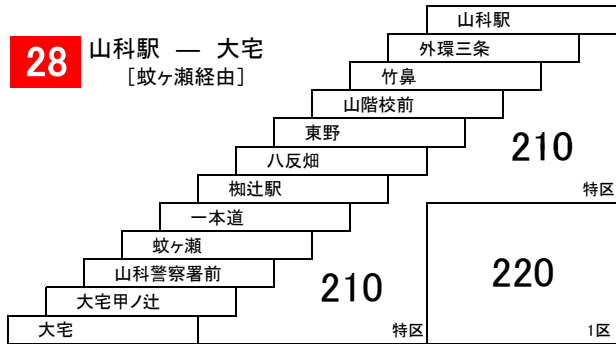 28
山科駅 ― 大宅
［蚊ヶ瀬経由］
山科駅
外環三条
竹鼻
山階校前
東野
八反畑
椥辻駅
一本道
蚊ヶ瀬
山科警察署前
大宅甲ノ辻
大宅
210
特区
210
特区
220
1区